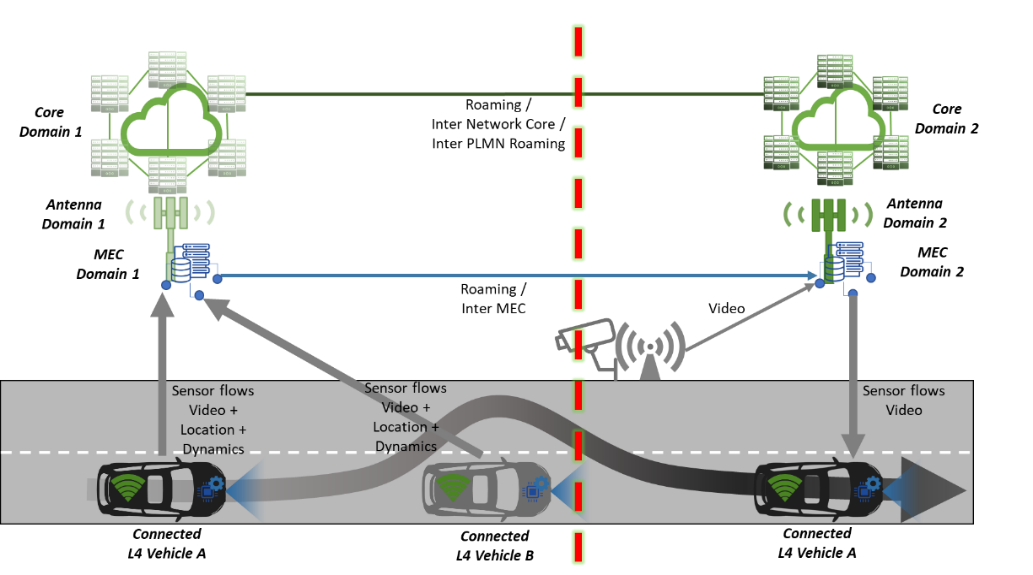 Core
Domain 1
Roaming /
Inter Network Core /
Inter PLMN Roaming
Core
Domain 2
Antenna
Domain 1
Antenna
Domain 2
MEC
Domain 1
MEC
Domain 2
Roaming /
Inter MEC
Video
Sensor flows
Video +
Location +
Dynamics
Sensor flows
Video +
Location +
Dynamics
Sensor flows
Video
Connected
L4 Vehicle A
Connected
L4 Vehicle B
Connected
L4 Vehicle A